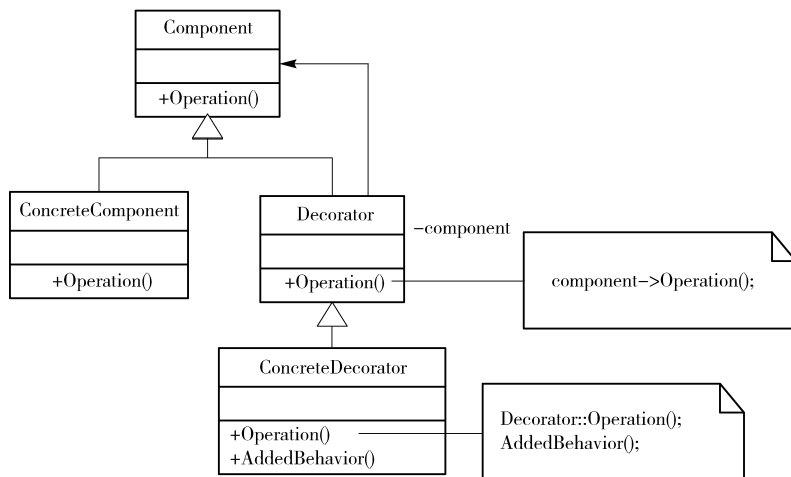 Component
+Operation()
ConcreteComponent
+Operation()
Decorator
+Operation()
−component
component−>Operation();
ConcreteDecorator
+Operation()
+AddedBehavior()
Decorator::Operation();
AddedBehavior();